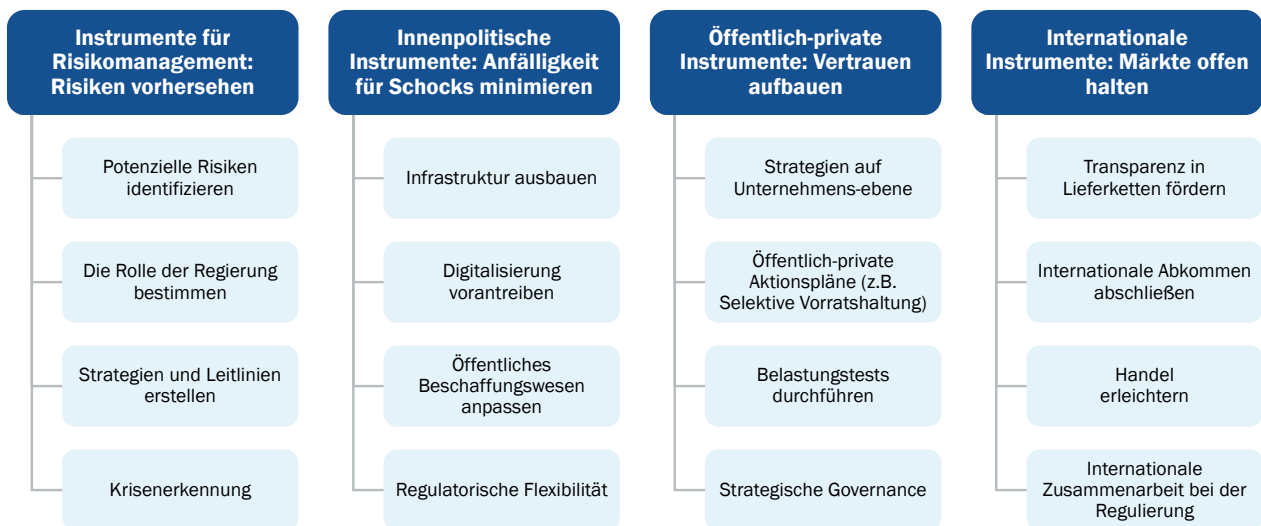 Instrumente für
Risikomanagement:
Risiken vorhersehen
Potenzielle Risiken
identifizieren
Die Rolle der Regierung
bestimmen
Strategien und Leitlinien
erstellen
Krisenerkennung
Innenpolitische
Instrumente: Anfälligkeit
für Schocks minimieren
Infrastruktur ausbauen
Digitalisierung
vorantreiben
Öffentliches
Beschaffungswesen
anpassen
Regulatorische Flexibilität
Öffentlich-private
Instrumente: Vertrauen
aufbauen
Strategien auf
Unternehmens-ebene
Öffentlich-private
Aktionspläne (z.B.
Selektive Vorratshaltung)
Belastungstests
durchführen
Strategische Governance
Internationale
Instrumente: Märkte offen
halten
Transparenz in
Lieferketten fördern
Internationale Abkommen
abschließen
Handel
erleichtern
Internationale
Zusammenarbeit bei der
Regulierung